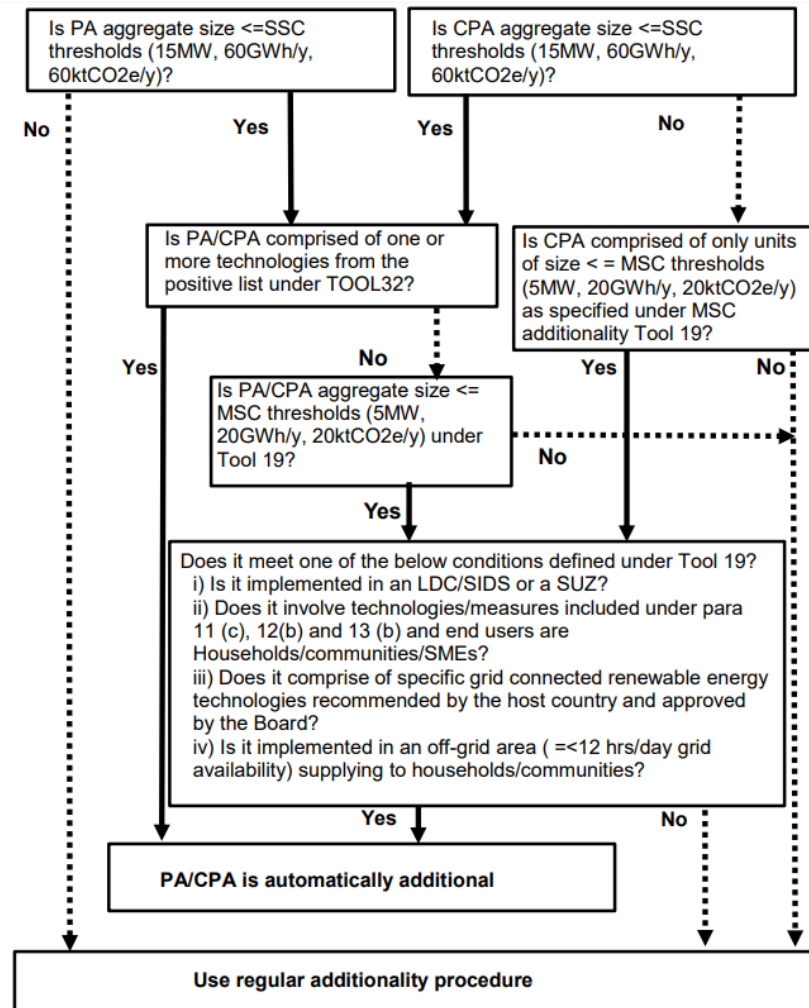 Is PA aggregate size <=SSC
thresholds (15MW, 60GWh/y,
60ktCO2e/y)?
Is CPA aggregate size <=SSC
thresholds (15MW, 60GWh/y,
60ktCO2e/y)?
No
Yes
Yes
No
Is PA/CPA comprised of one or
more technologies from the
positive list under TOOL32?
Is CPA comprised of only units
of size < = MSC thresholds
(5MW, 20GWh/y, 20ktCO2e/y)
as specified under MSC
additionality Tool 19?
Yes
No
Yes
No
Is PA/CPA aggregate size <=
MSC thresholds (5MW,
20GWh/y, 20ktCO2e/y) under
Tool 19?
No
Yes
Does it meet one of the below conditions defined under Tool 19?
i) Is it implemented in an LDC/SIDS or a SUZ?
ii) Does it involve technologies/measures included under para
11 (c), 12(b) and 13 (b) and end users are
Households/communities/SMEs?
iii) Does it comprise of specific grid connected renewable energy
technologies recommended by the host country and approved
by the Board?
iv) Is it implemented in an off-grid area ( =<12 hrs/day grid
availability) supplying to households/communities?
Yes
No
PA/CPA is automatically additional
Use regular additionality procedure